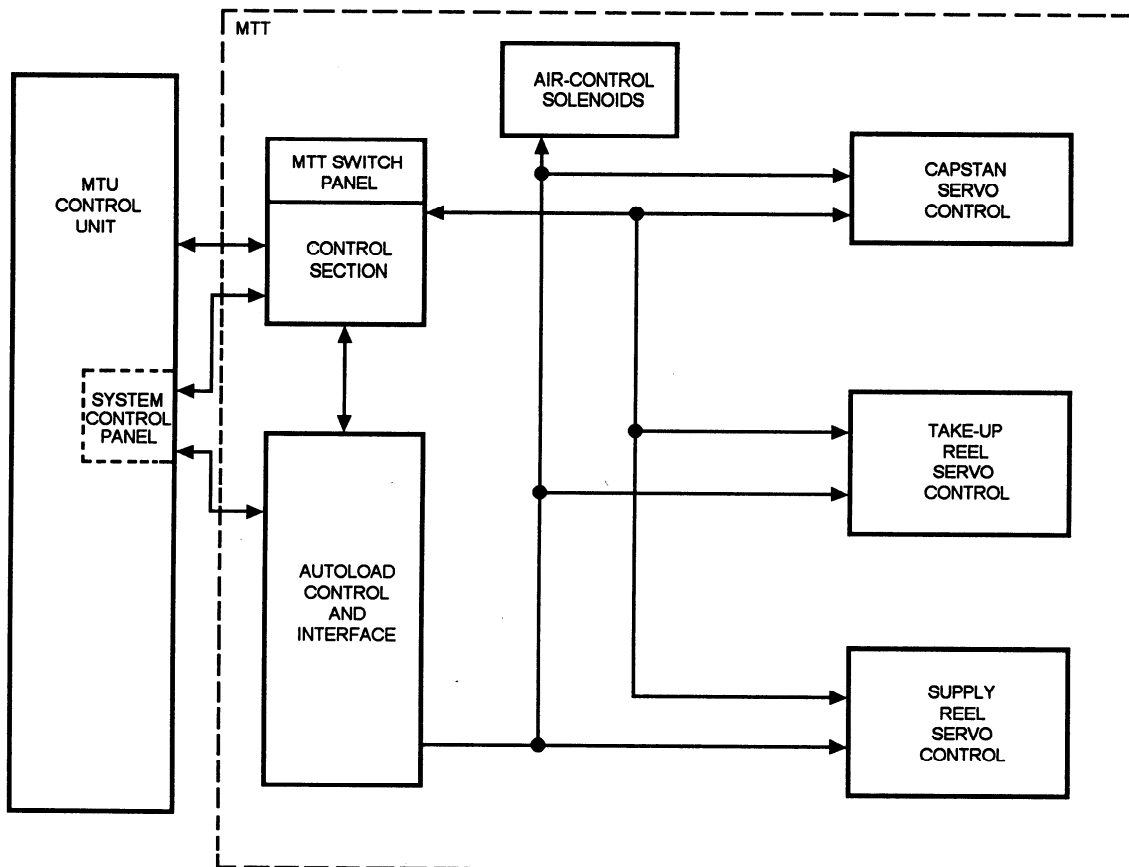 MTT
AIR-CONTROL
SOLENOIDS
MTU
CONTROL
UNIT
MTT SWITCH
PANEL
CONTROL
SECTION
CAPSTAN
SERVO
CONTROL
SYSTEM
CONTROL
PANEL
TAKE-UP
REEL
SERVO
CONTROL
AUTOLOAD
CONTROL
AND
INTERFACE
SUPPLY
REEL
SERVO
CONTROL